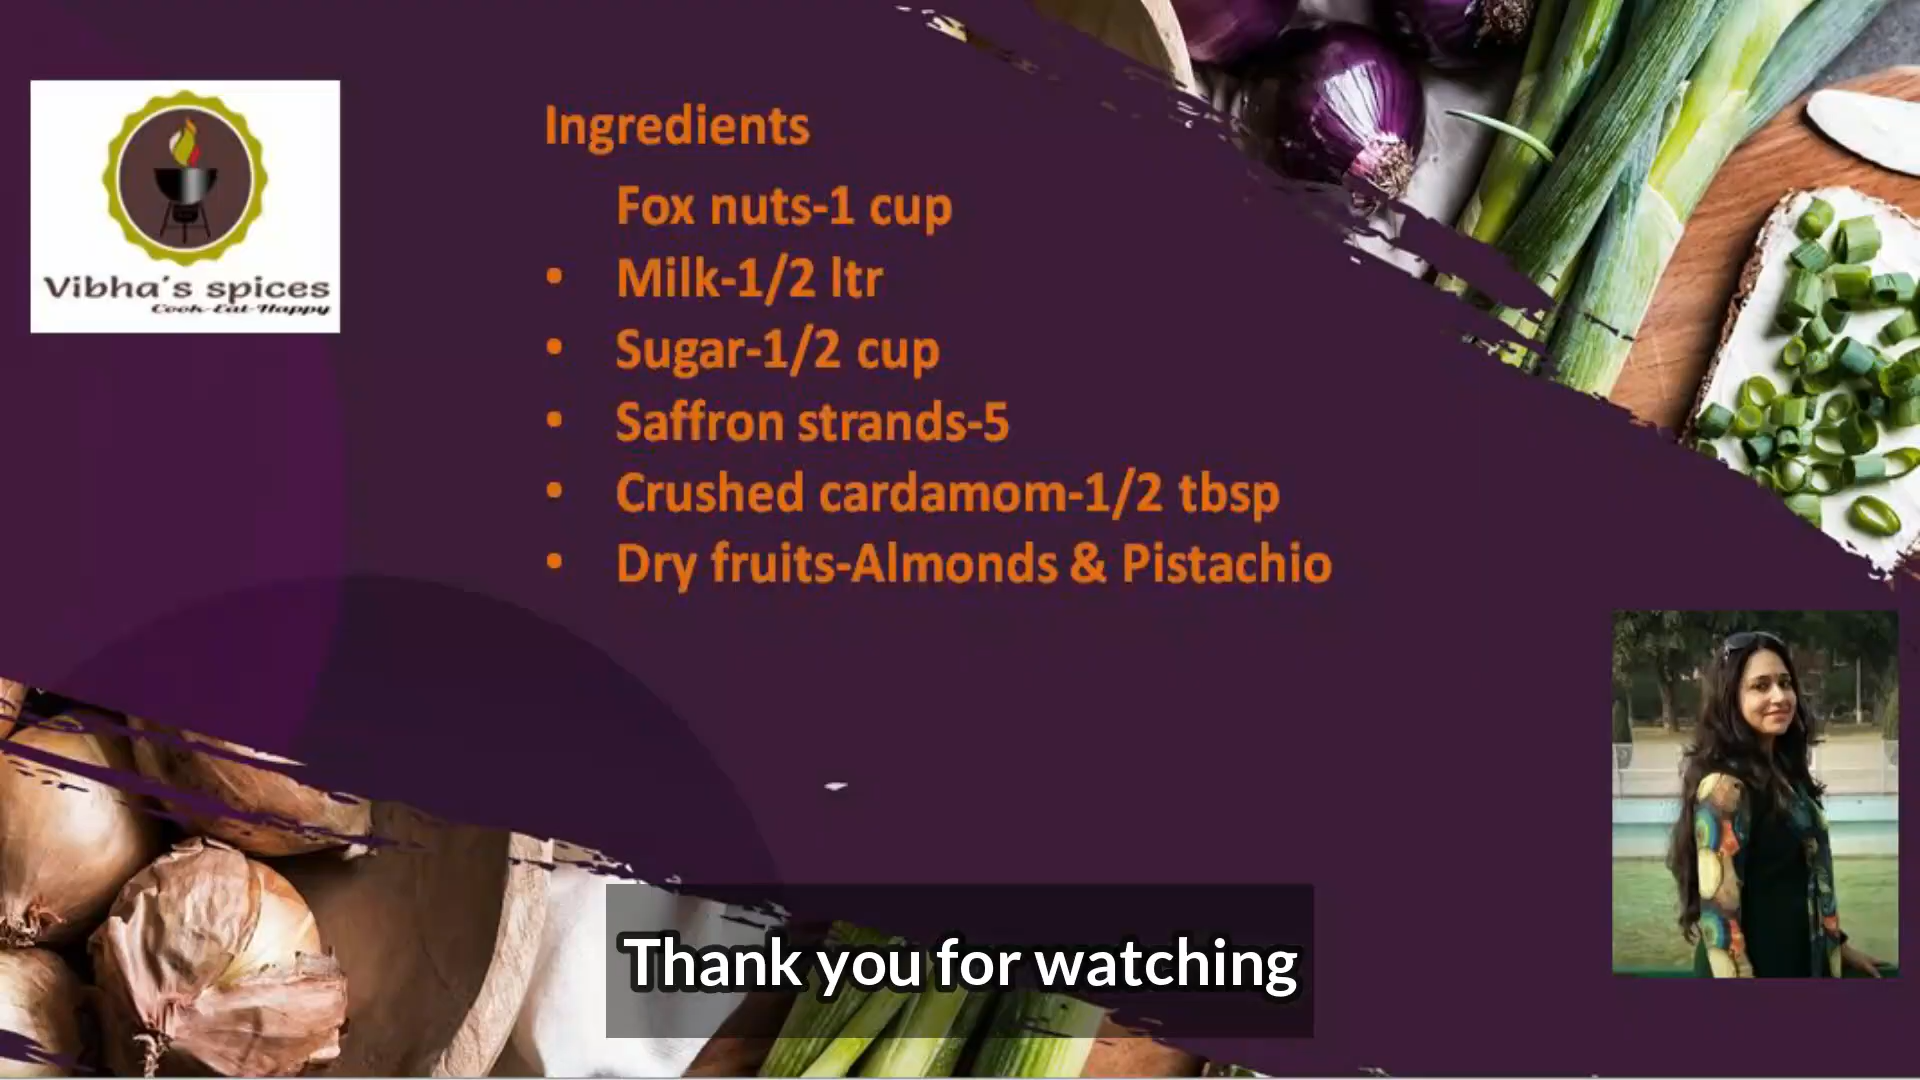 Vibha's spices
Cook-Eat-Happy
Ingredients
Fox nuts-1 cup
• Milk-1/2 ltr
• Sugar-1/2 cup
• Saffron strands-5
• Crushed cardamom-1/2 tbsp
• Dry fruits-Almonds & Pistachio
Thank you for watching